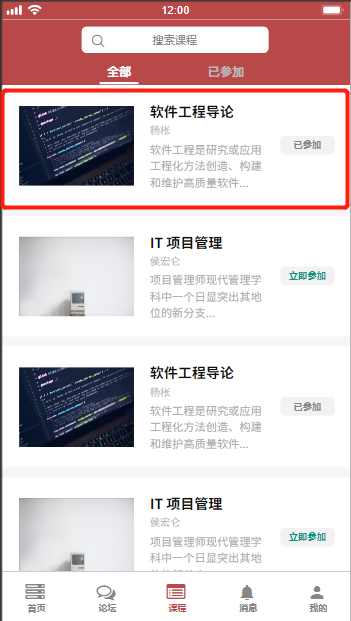 12:00
搜索课程
全部
已参加
软件工程导论
杨枨
软件工程是研究或应用
工程化方法创造、构建
和维护高质量软件...
已参加
IT 项目管理
侯宏仑
项目管理师现代管理学
科中一个日显突出其地
位的新分支...
立即参加
软件工程导论
杨枨
软件工程是研究或应用
工程化方法创造、构建
和维护高质量软件...
已参加
IT 项目管理
侯宏仑
项目管理师现代管理学
科中一个日显突出其地
立即参加
首页
论坛
课程
消息
我的